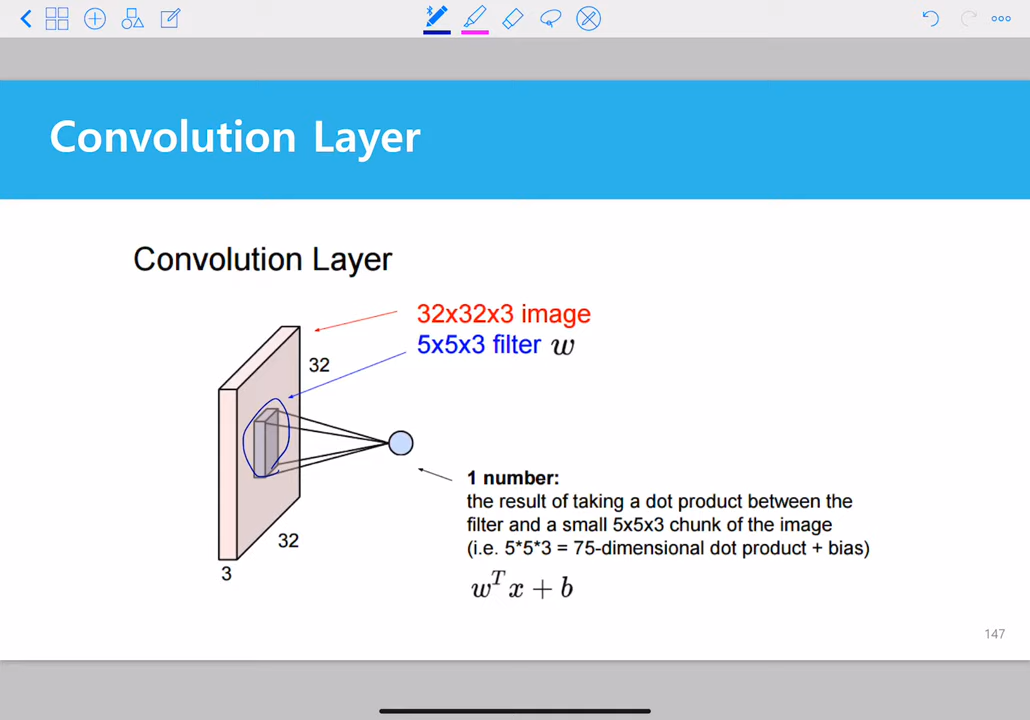 Convolution Layer
Convolution Layer
32x32x3 image
5x5x3 filter w
32
1 number:
the result of taking a dot product between the
filter and a small 5x5x3 chunk of the image
(i.e. 5*5*3 = 75-dimensional dot product + bias)
32
3
w^T x + b
147